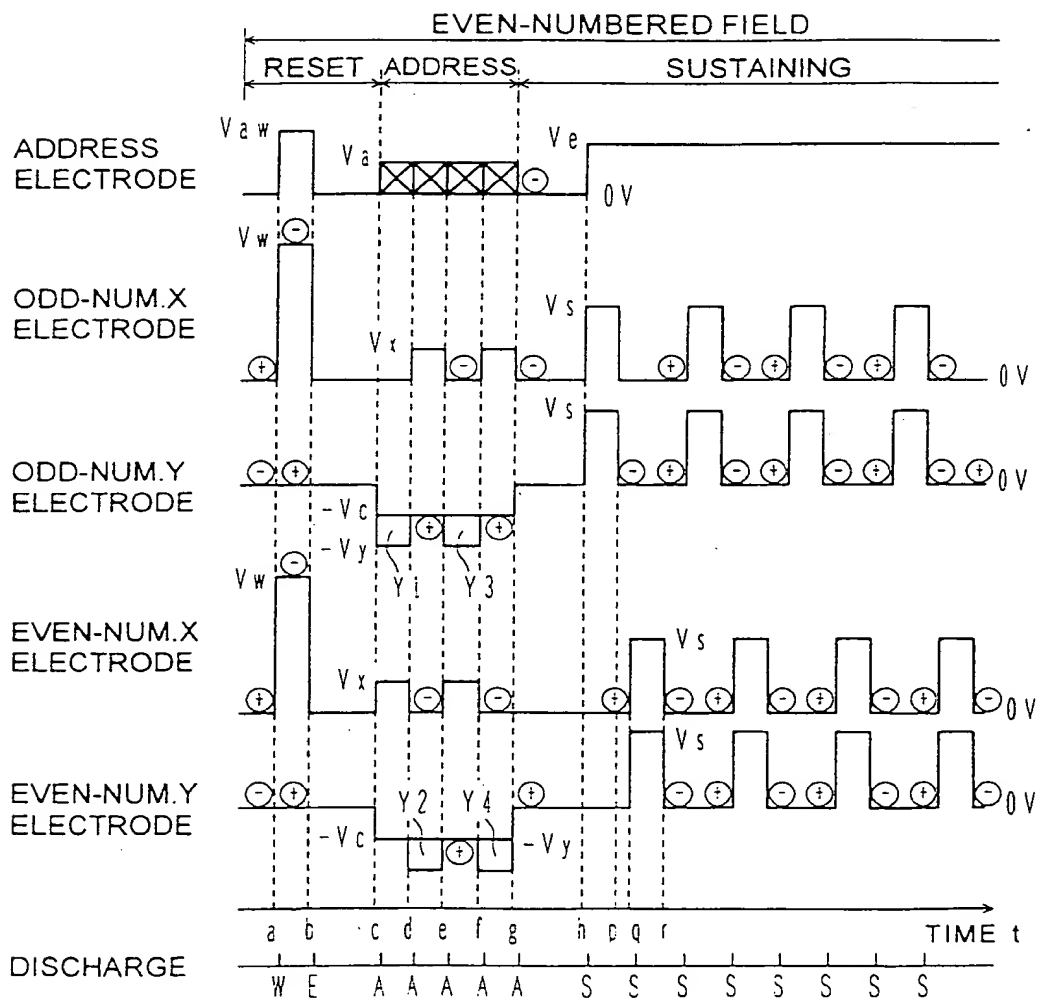 EVEN-NUMBERED FIELD
RESET ADDRESS SUSTAINING
Vaw
ADDRESS
ELECTRODE
Va
Ve
0V
Vw
ODD-NUM.X
ELECTRODE
Vx
Vs
0V
ODD-NUM.Y
ELECTRODE
Vs
0V
-Vc
-Vy
Y1 Y3
Vw
EVEN-NUM.X
ELECTRODE
Vx
Vs
0V
EVEN-NUM.Y
ELECTRODE
Vs
0V
Y2 Y4
-Vc
-Vy
a b c d e f g h p q r TIME t
DISCHARGE
W E A A A A A S S S S S S S S